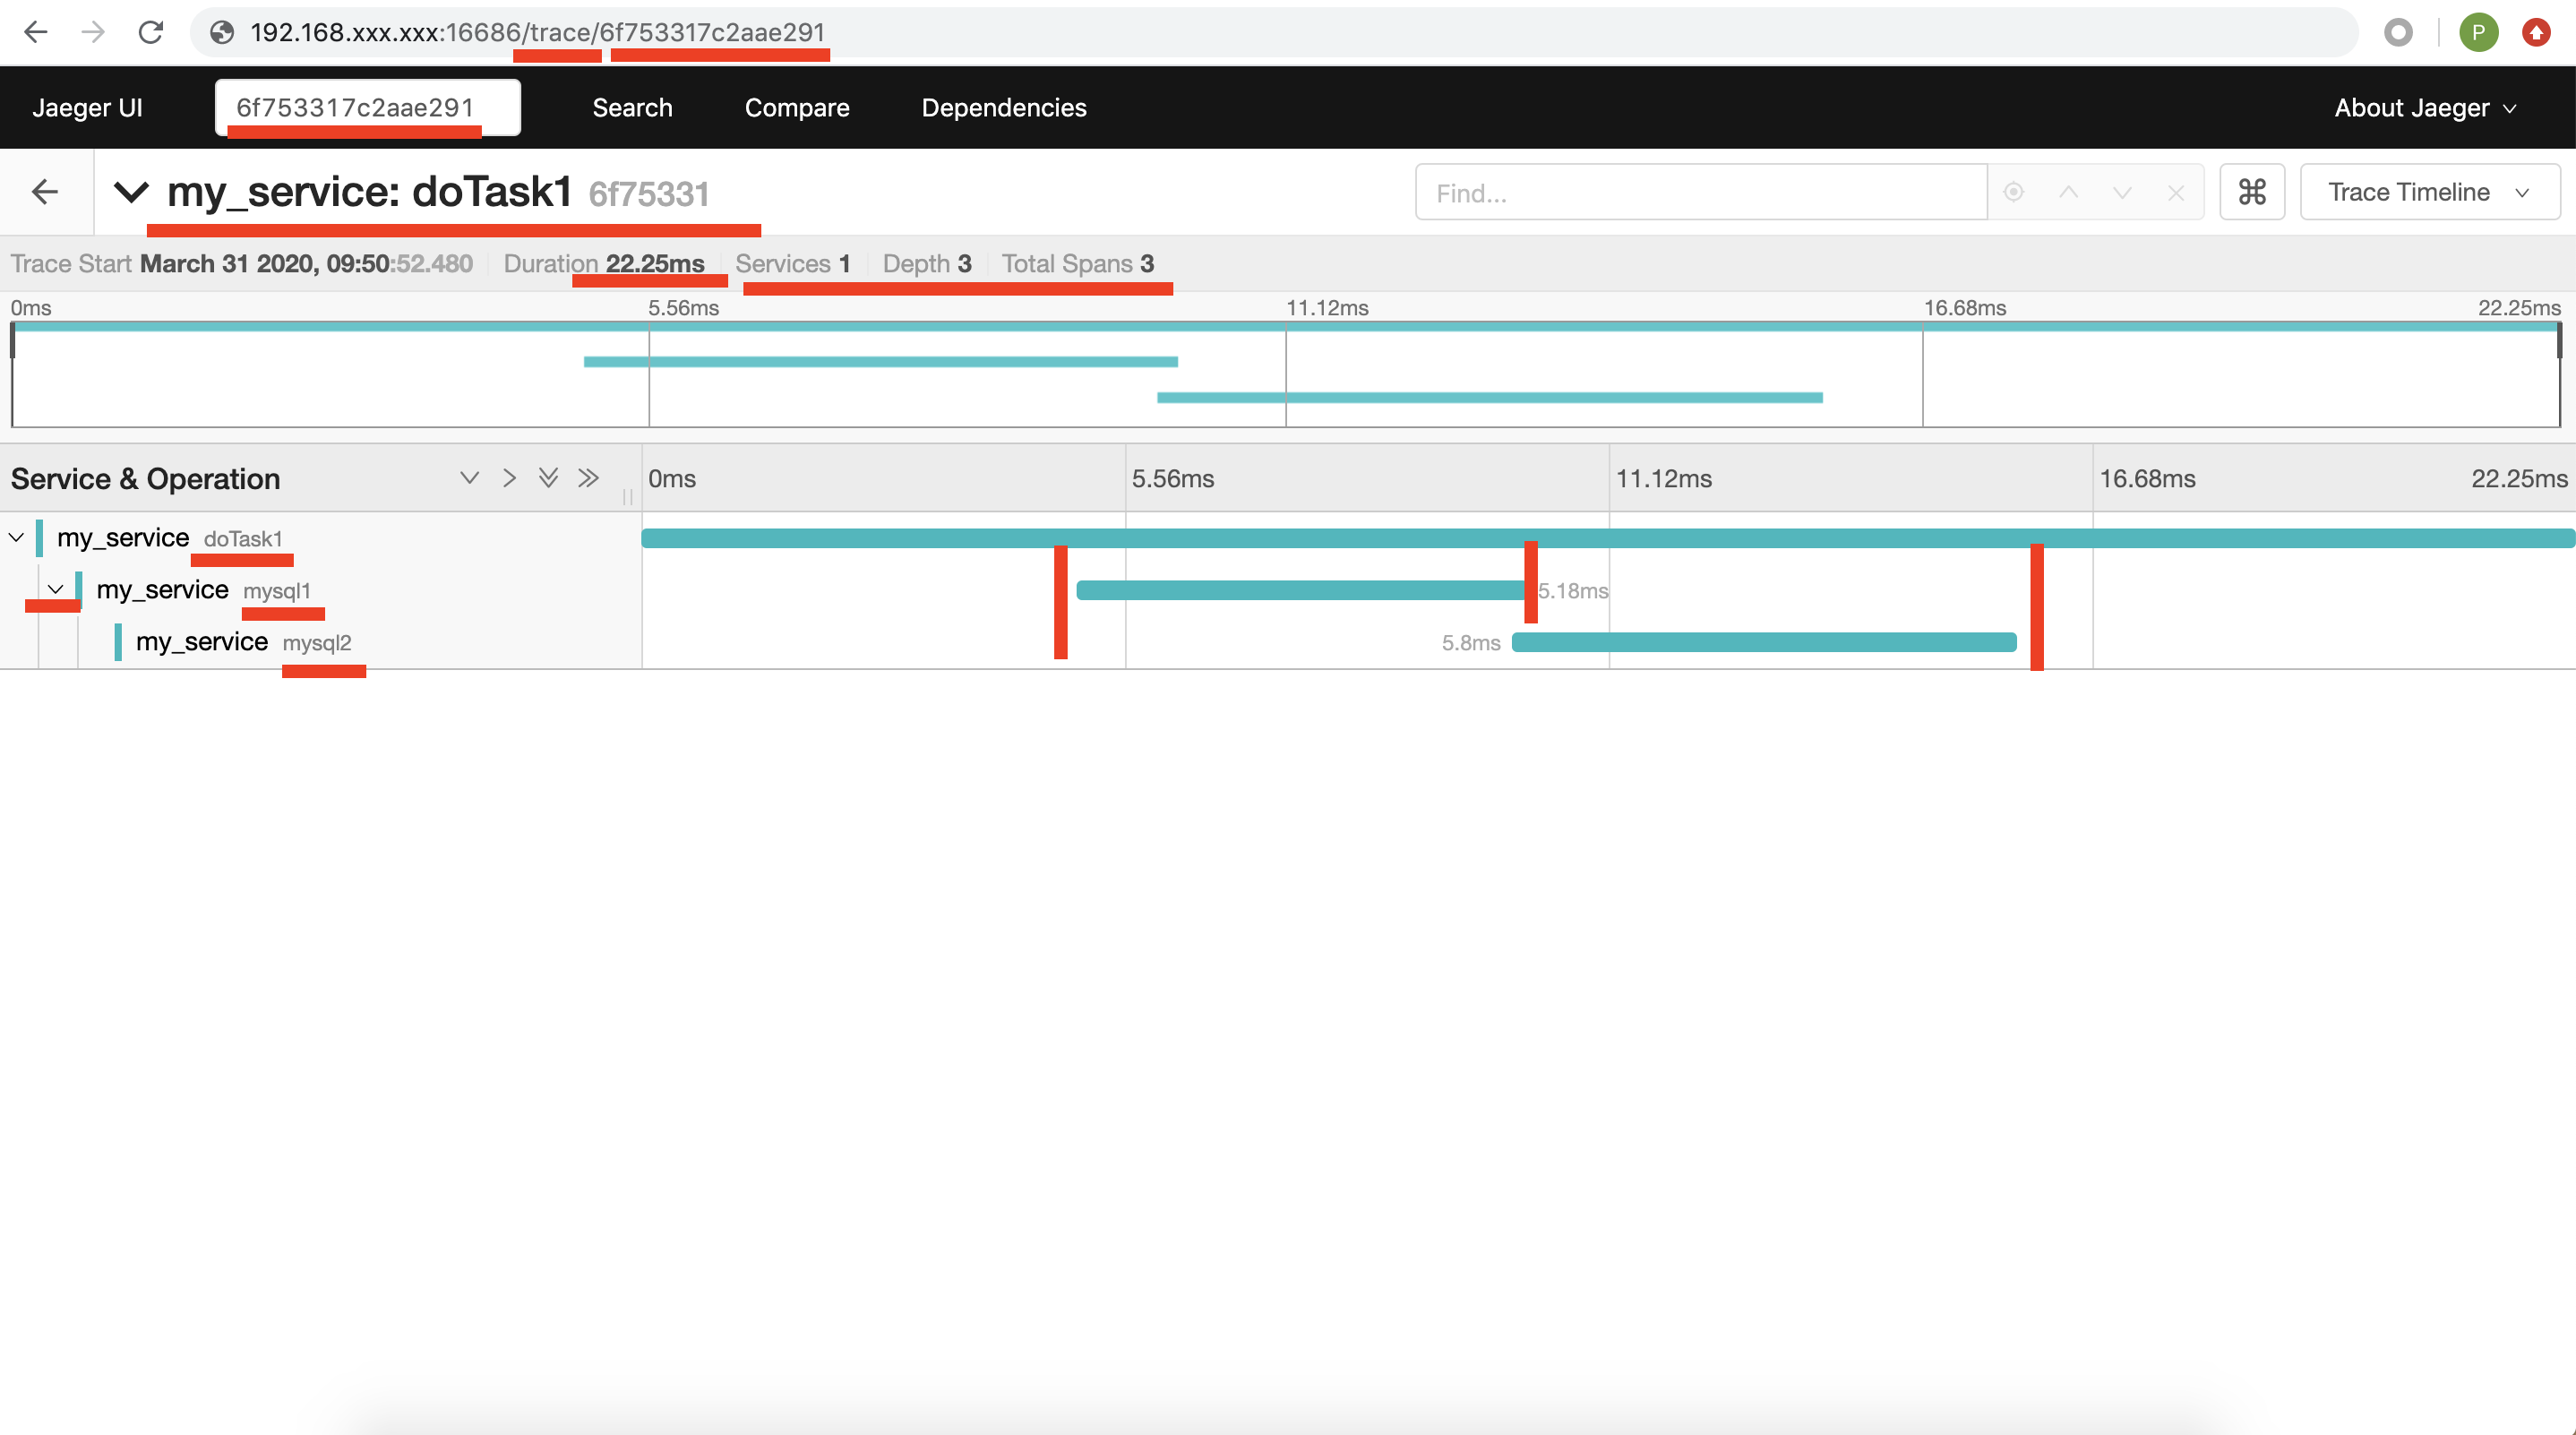 192.168.xxx.xxx:16686/trace/6f753317c2aae291
P
Jaeger UI 6f753317c2aae291 Search Compare Dependencies About Jaeger
my_service: doTask1 6f75331 Find... ⌘ Trace Timeline
Trace Start March 31 2020, 09:50:52.480 Duration 22.25ms Services 1 Depth 3 Total Spans 3
0ms 5.56ms 11.12ms 16.68ms 22.25ms
Service & Operation 0ms 5.56ms 11.12ms 16.68ms 22.25ms
my_service doTask1
my_service mysql1 5.18ms
my_service mysql2 5.8ms